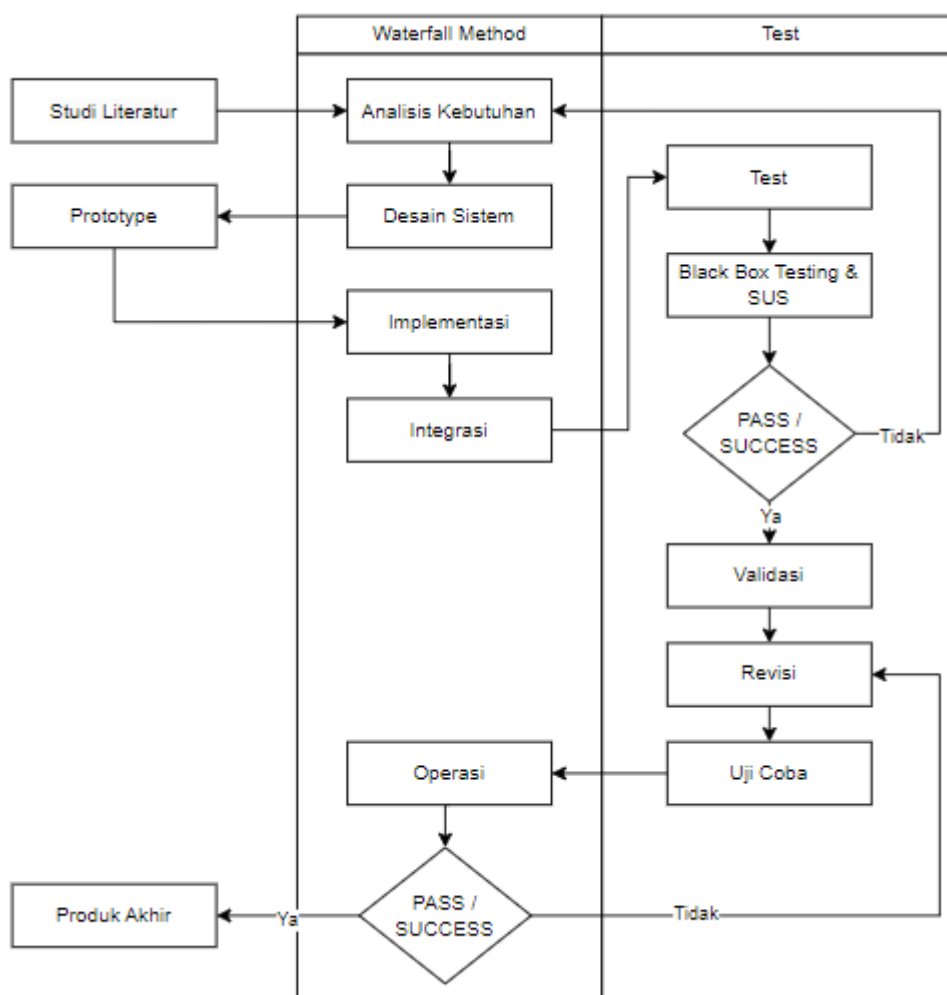 Waterfall Method
Test
Studi Literatur
Analisis Kebutuhan
Prototype
Desain Sistem
Test
Black Box Testing &
SUS
Implementasi
Integrasi
PASS /
SUCCESS
Tidak
Ya
Validasi
Revisi
Operasi
Uji Coba
Produk Akhir
Ya
PASS /
SUCCESS
Tidak